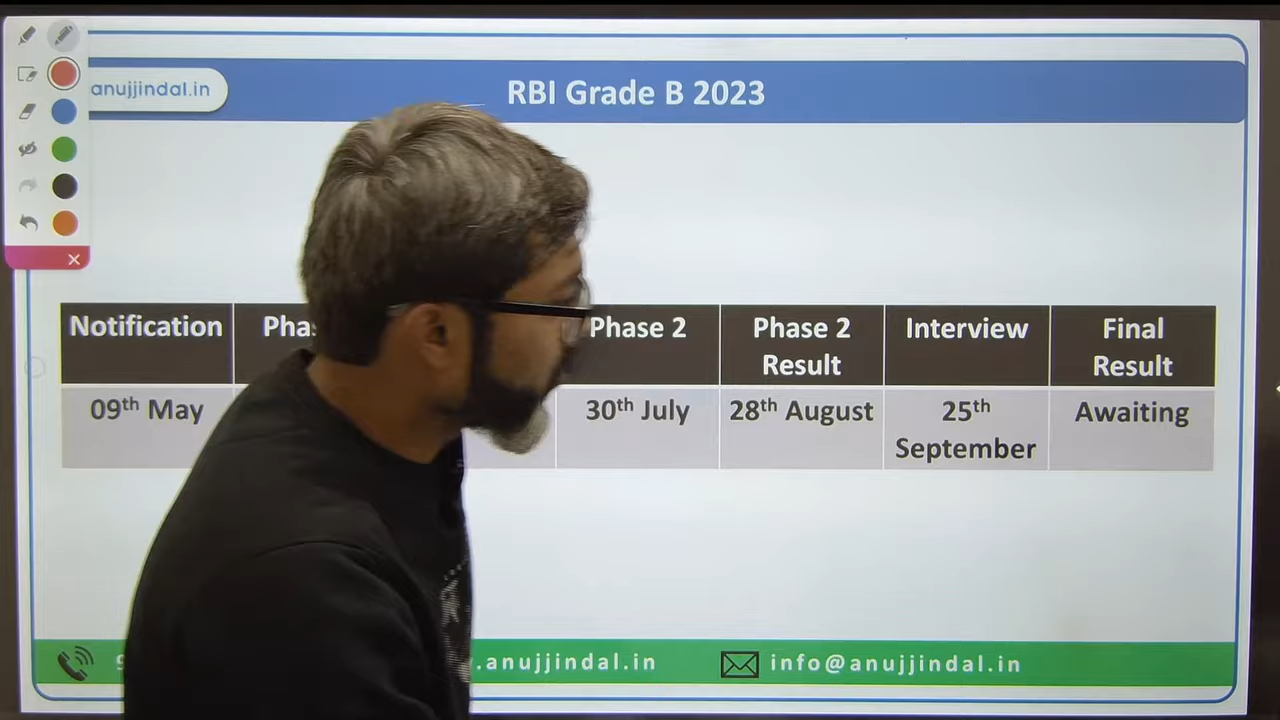 anujjindal.in
RBI Grade B 2023
Notification
Phase 2
Phase 2
Result
Interview
Final
Result
09th May
30th July
28th August
25th
September
Awaiting
.anujjindal.in
info@anujjindal.in